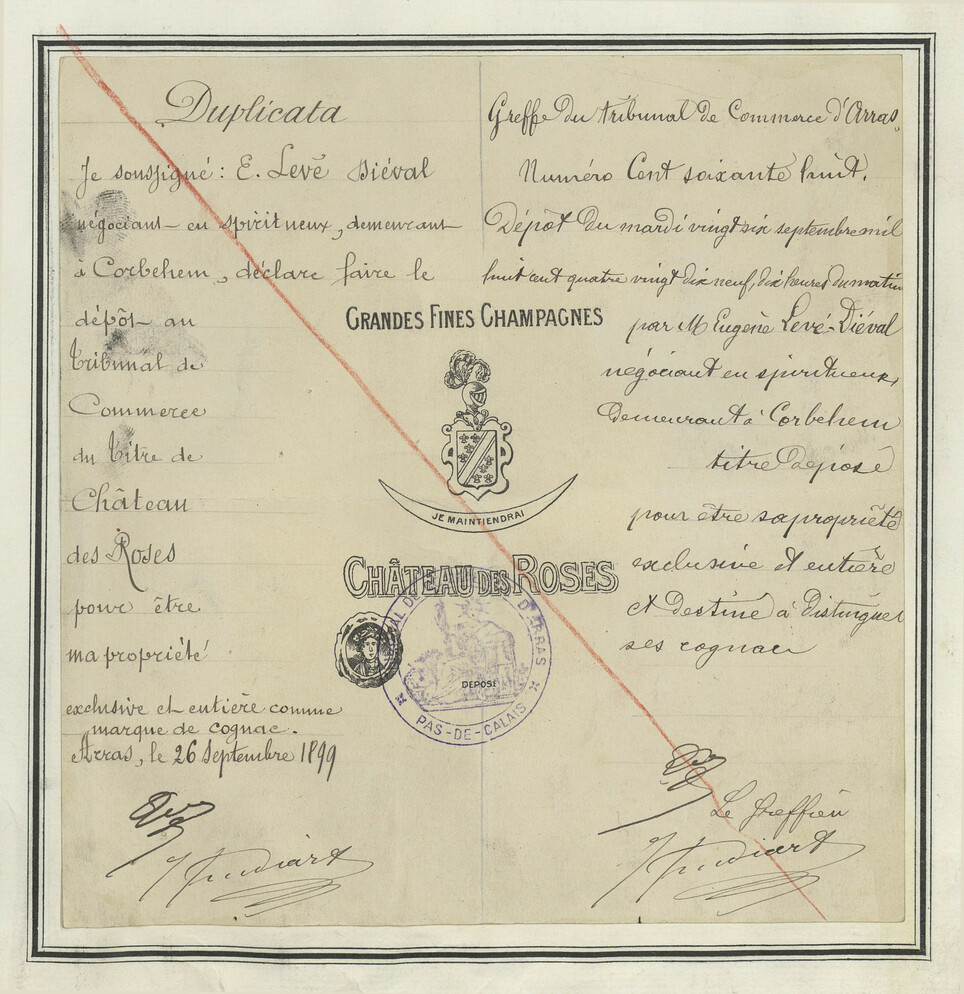 Duplicata
Je soussigné : E. Levé Diéval
négociant en spiritueux, demeurant
à Corbehem, déclare faire le
dépôt au
tribunal de
Commerce
du titre de
Château
des Roses
pour être
ma propriété
exclusive et entière comme
marque de cognac.
Arras, le 26 Septembre 1899
GRANDES FINES CHAMPAGNES
JE MAINTIENDRAI
CHÂTEAU DES ROSES
D'ARRAS
DÉPOSÉ
PAS-DE-CALAIS
Greffe du tribunal de Commerce d'Arras.
Numéro Cent soixante huit.
Dépôt du mardi vingt six septembre mil
huit cent quatre vingt dix neuf, dix heures du matin
par M Eugène Levé-Diéval
négociant en spiritueux,
demeurant à Corbehem
titre déposé
pour être sa propriété
exclusive et entière
et destiné à distinguer
ses cognac
Le Greffier